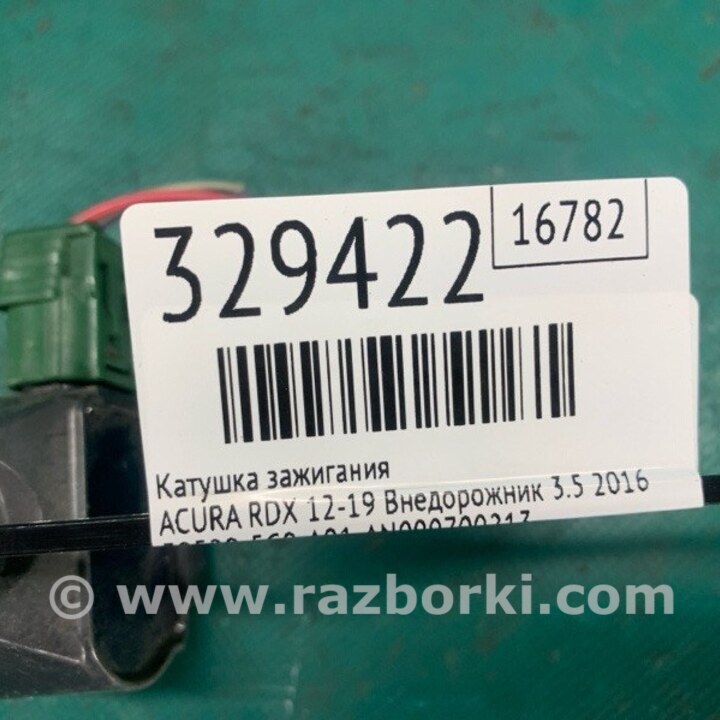 329422
16782
Катушка зажигания
ACURA RDX 12-19 Внедорожник 3.5 2016
© www.razborki.com